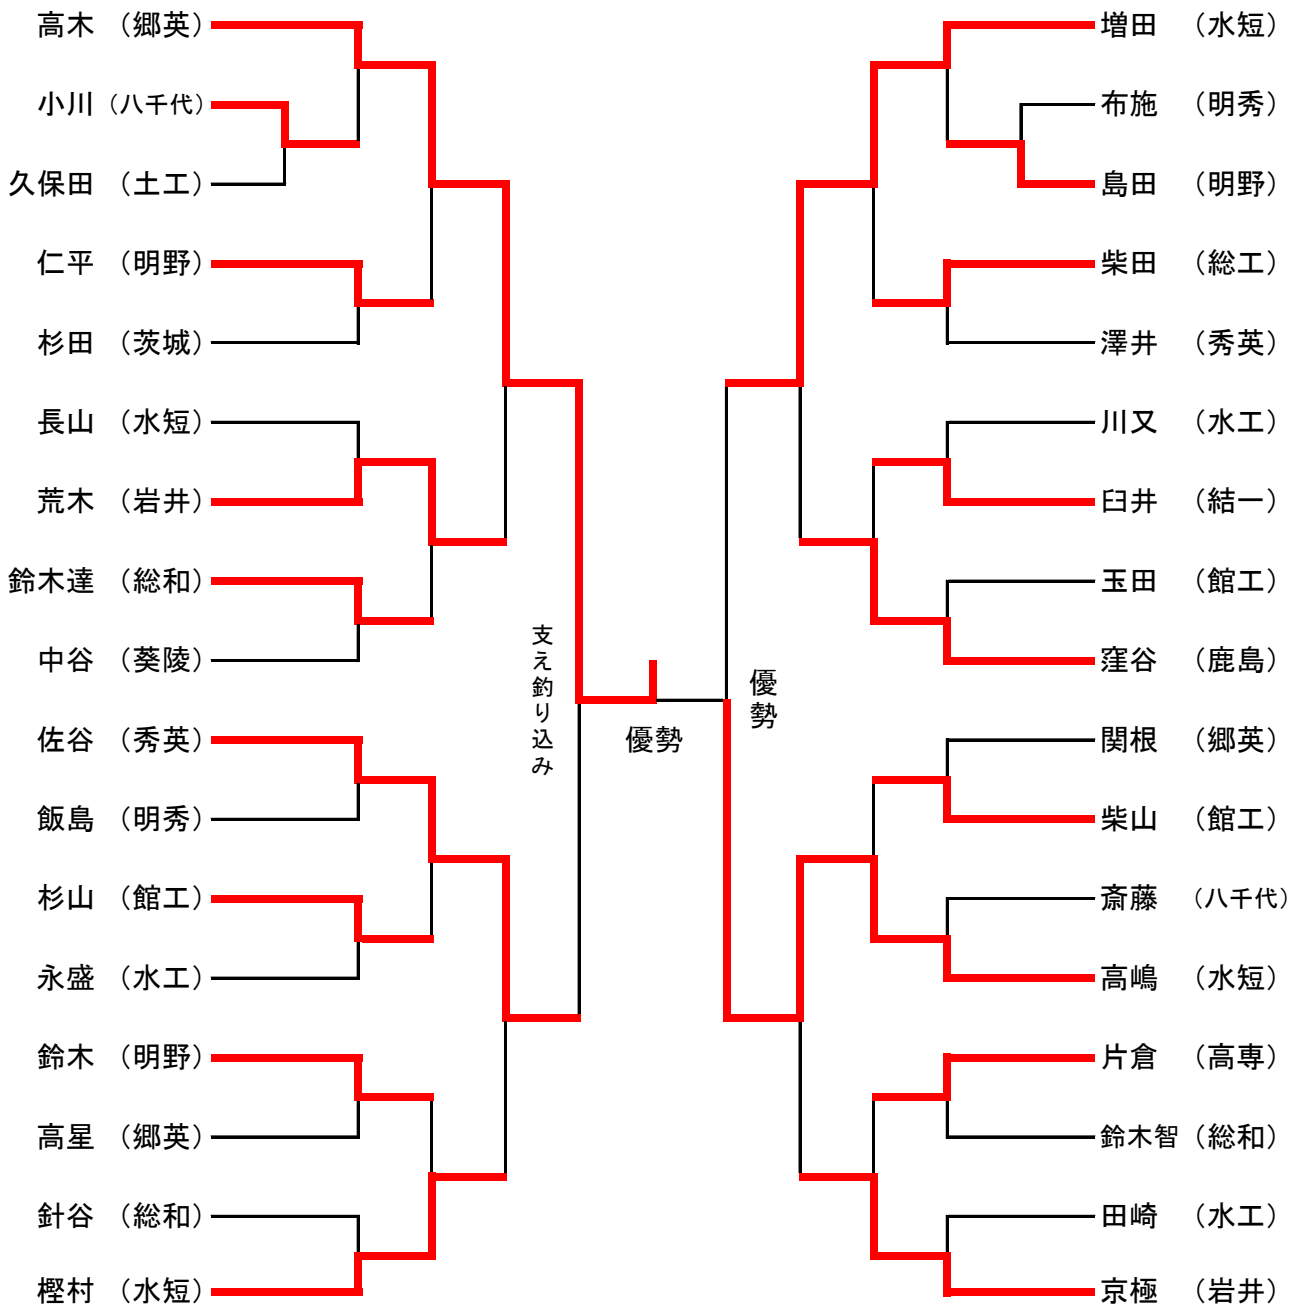 高木 （郷英）
小川 （八千代）
久保田 （土工）
仁平 （明野）
杉田 （茨城）
長山 （水短）
荒木 （岩井）
鈴木達 （総和）
中谷 （葵陵）
佐谷 （秀英）
飯島 （明秀）
杉山 （館工）
永盛 （水工）
鈴木 （明野）
高星 （郷英）
針谷 （総和）
樫村 （水短）
支え釣り込み
優勢
優勢
増田 （水短）
布施 （明秀）
島田 （明野）
柴田 （総工）
澤井 （秀英）
川又 （水工）
臼井 （結一）
玉田 （館工）
窪谷 （鹿島）
関根 （郷英）
柴山 （館工）
斎藤 （八千代）
高嶋 （水短）
片倉 （高専）
鈴木智 （総和）
田崎 （水工）
京極 （岩井）